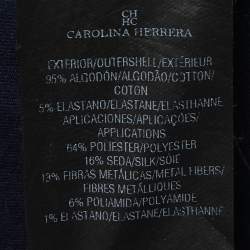 CH
HC
CAROLINA HERRERA
EXTERIOR/OUTERSHELL/EXTÉRIEUR
95% ALGODÓN/ALGODÃO/COTTON/
COTON
5% ELASTANO/ELASTANE/ELASTHANNE
APLICACIONES/APLICAÇÕES/
APPLICATIONS
64% POLIESTER/POLYESTER
16% SEDA/SILK/SOIE
13% FIBRAS METÁLICAS/METAL FIBERS/
FIBRES MÉTALLIQUES
6% POLIAMIDA/POLYAMIDE
1% ELASTANO/ELASTANE/ELASTHANNE